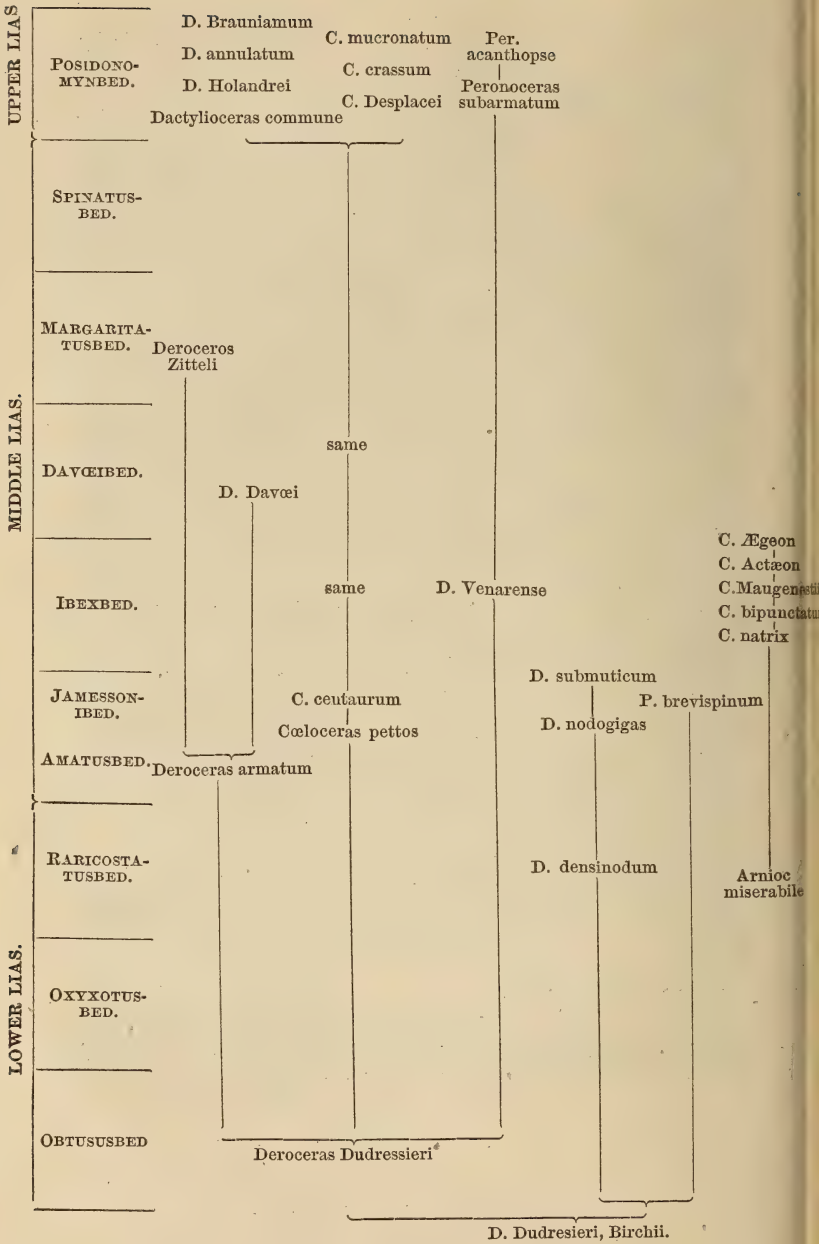 UPPER LIAS
POSIDONO-
MYNBED.
D. Brauniamum
D. annulatum
D. Holandrei
Dactylioceras commune
C. mucronatum
C. crassum
C. Desplacei
Per.
acanthopse
Peronoceras
subarmatum
MIDDLE LIAS.
SPINATUS-
BED.
MARGARITA-
TUSBED.
Deroceros
Zitteli
DAVŒIBED.
same
D. Davœi
IBEXBED.
same
D. Venarense
C. Ægeon
C. Actæon
C. natrix
JAMESSON-
IBED.
C. centaurum
Cœloceras pettos
D. submuticum
D. nodogigas
P. brevispinum
AMATUSBED.
Deroceras armatum
LOWER LIAS.
RARICOSTA-
TUSBED.
D. densinodum
Arnioc
miserabile
OXYXOTUS-
BED.
OBTUSUSBED
Deroceras Dudressieri
D. Dudresieri, Birchii.